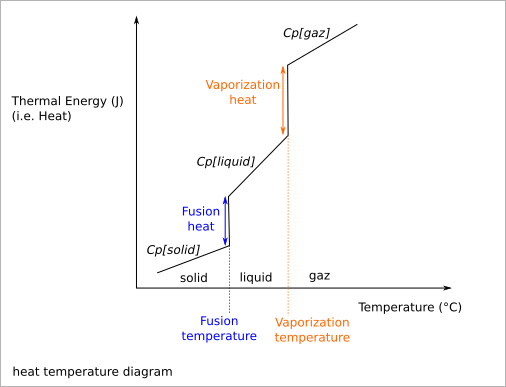 Cp[gaz]
Vaporization
heat
Thermal Energy (J)
(i.e. Heat)
Cp[liquid]
Fusion
heat
Cp[solid]
solid
liquid
gaz
Temperature (°C)
Fusion
temperature
Vaporization
temperature
heat temperature diagram